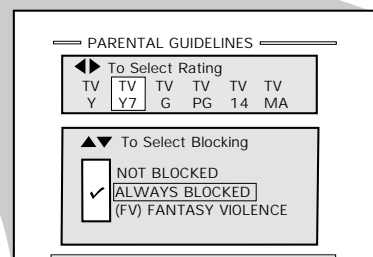 PARENTAL GUIDELINES
◀▶ To Select Rating
TV TV TV TV TV TV
Y Y7 G PG 14 MA
▲▼ To Select Blocking
NOT BLOCKED
✓ ALWAYS BLOCKED
(FV) FANTASY VIOLENCE